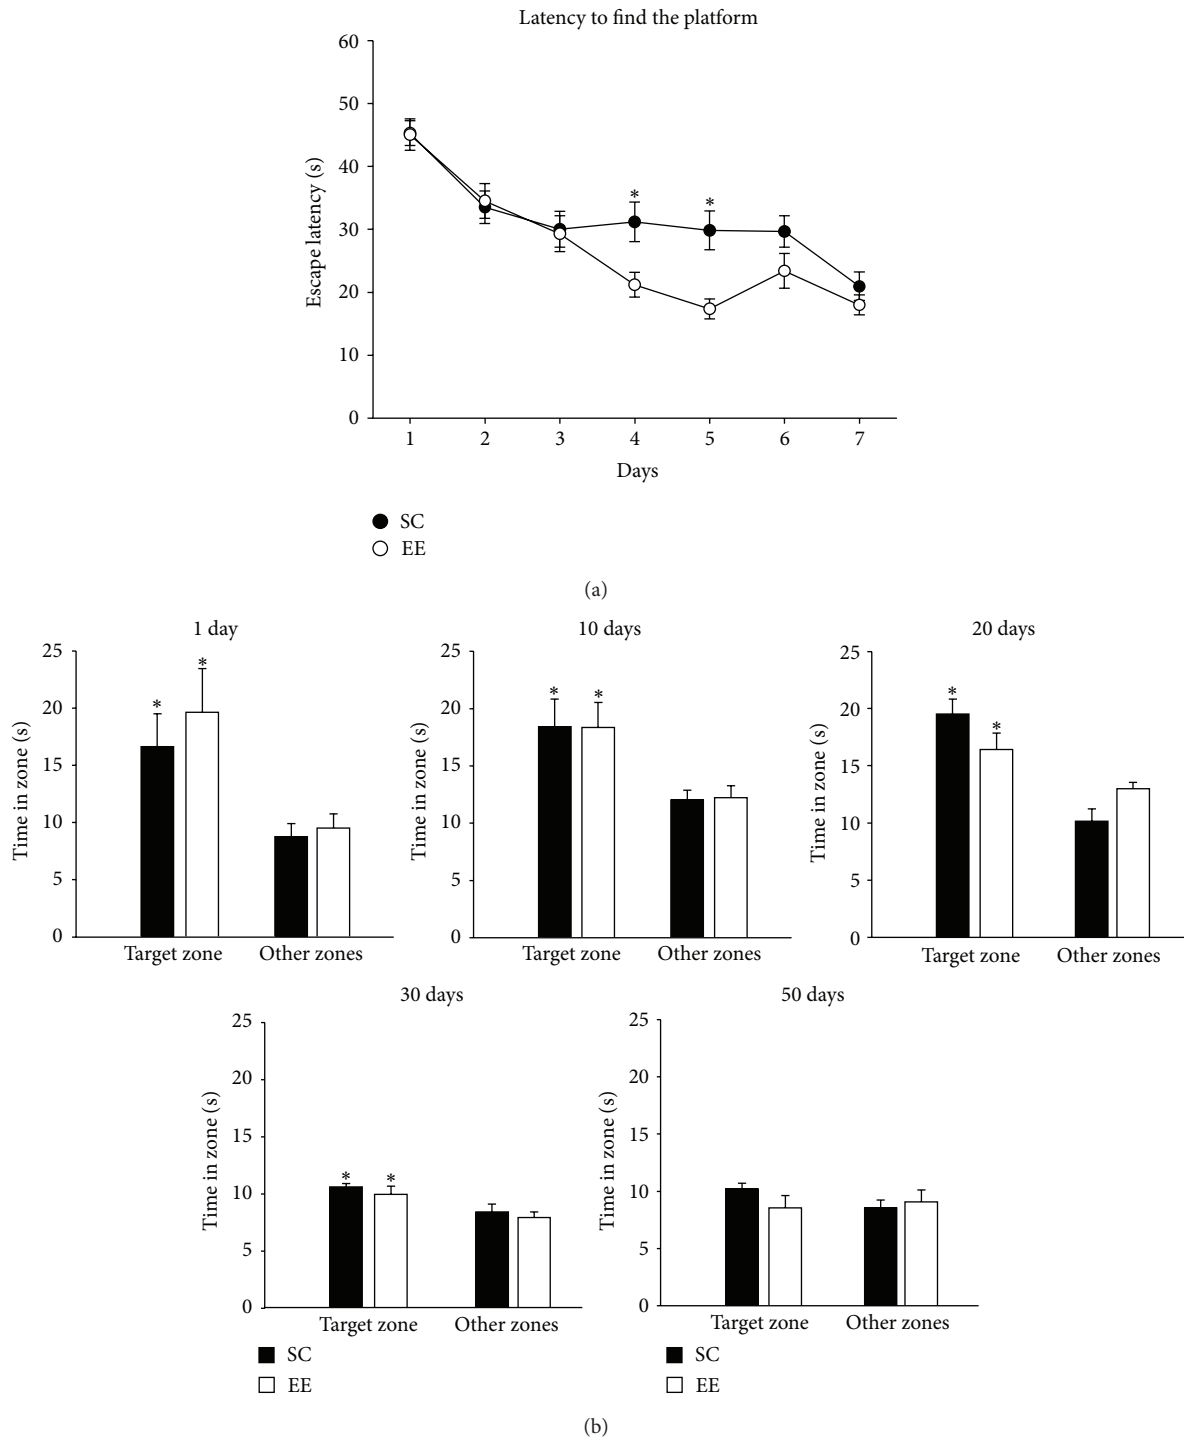 Latency to find the platform
60
50
40
30
20
10
0
Escape latency (s)
* *
1 2 3 4 5 6 7
Days
SC
EE
(a)
1 day
25
20
15
10
5
0
Time in zone (s)
* *
Target zone Other zones
10 days
25
20
15
10
5
0
Time in zone (s)
* *
Target zone Other zones
20 days
25
20
15
10
5
0
Time in zone (s)
* *
Target zone Other zones
30 days
25
20
15
10
5
0
Time in zone (s)
* *
Target zone Other zones
SC
EE
50 days
25
20
15
10
5
0
Time in zone (s)
Target zone Other zones
SC
EE
(b)